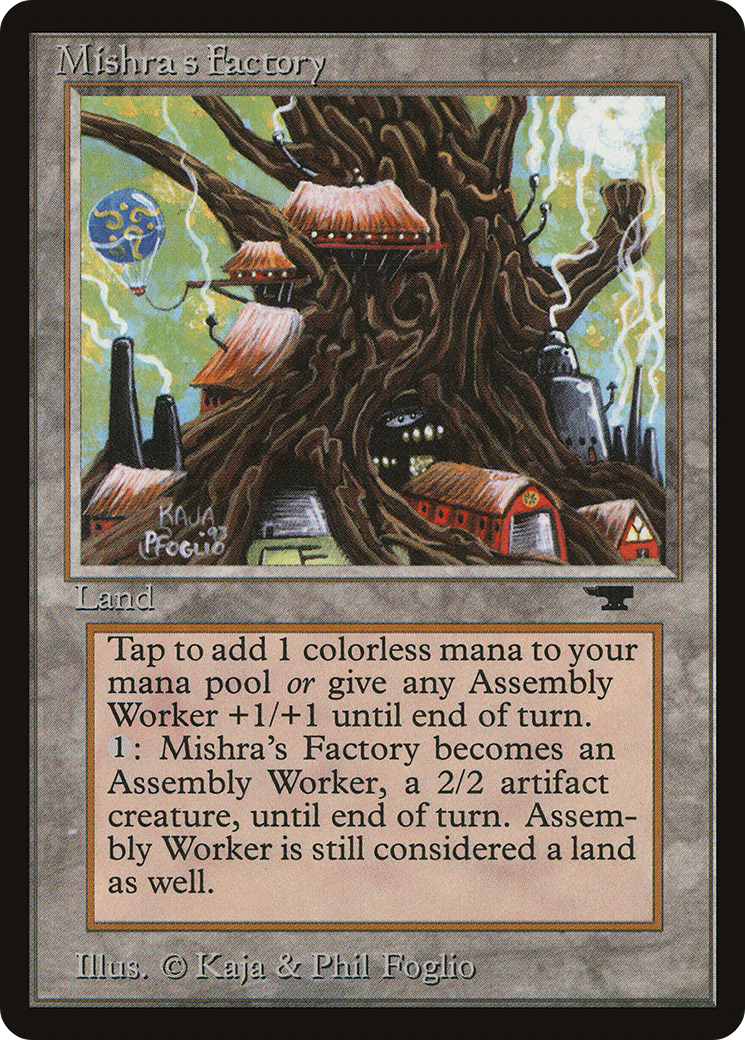 Mishra's Factory
KAJA
PFOGLIO 93
Land
Tap to add 1 colorless mana to your
mana pool or give any Assembly
Worker +1/+1 until end of turn.
1: Mishra's Factory becomes an
Assembly Worker, a 2/2 artifact
creature, until end of turn. Assem-
bly Worker is still considered a land
as well.
Illus. © Kaja & Phil Foglio